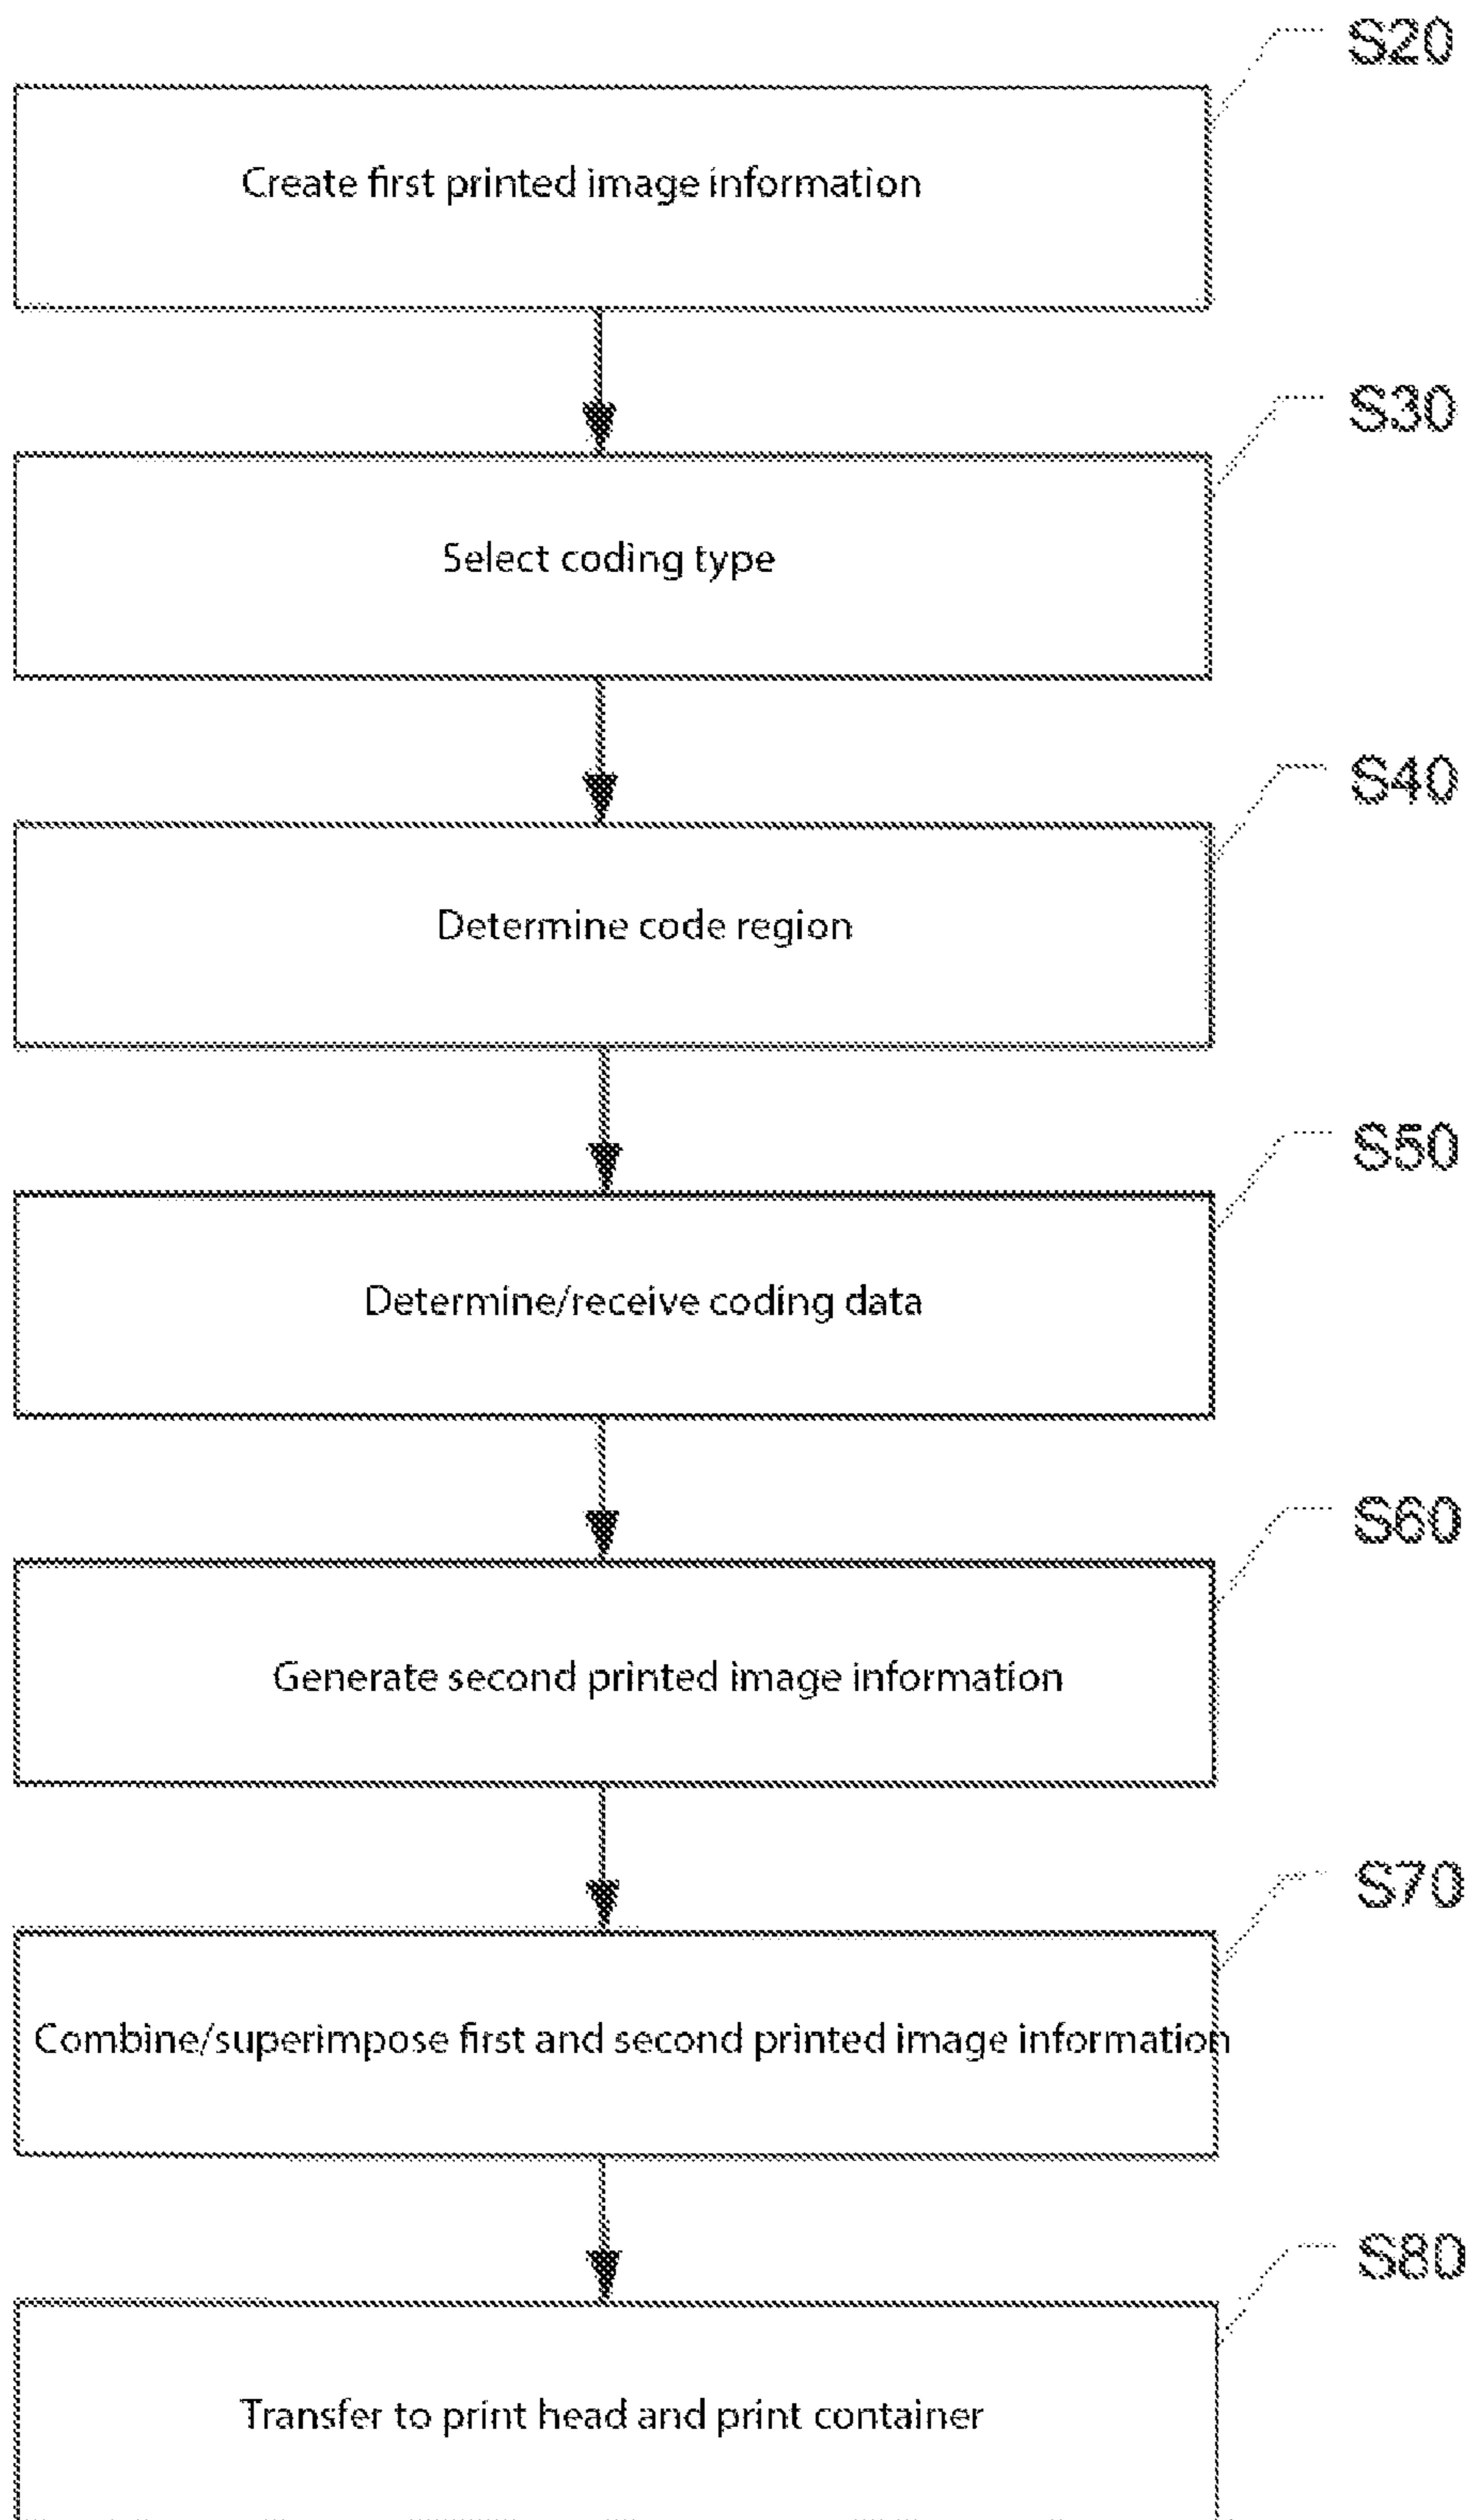 S20
Create first printed image information
S30
Select coding type
S40
Determine code region
S50
Determine/receive coding data
S60
Generate second printed image information
S70
Combine/superimpose first and second printed image information
S80
Transfer to print head and print container